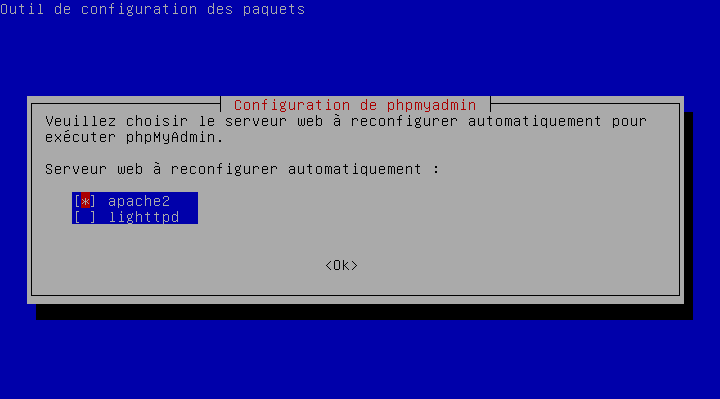 Outil de configuration des paquets
Configuration de phpmyadmin
Veuillez choisir le serveur web à reconfigurer automatiquement pour
exécuter phpMyAdmin.
Serveur web à reconfigurer automatiquement :
[*] apache2
[ ] lighttpd
<Ok>